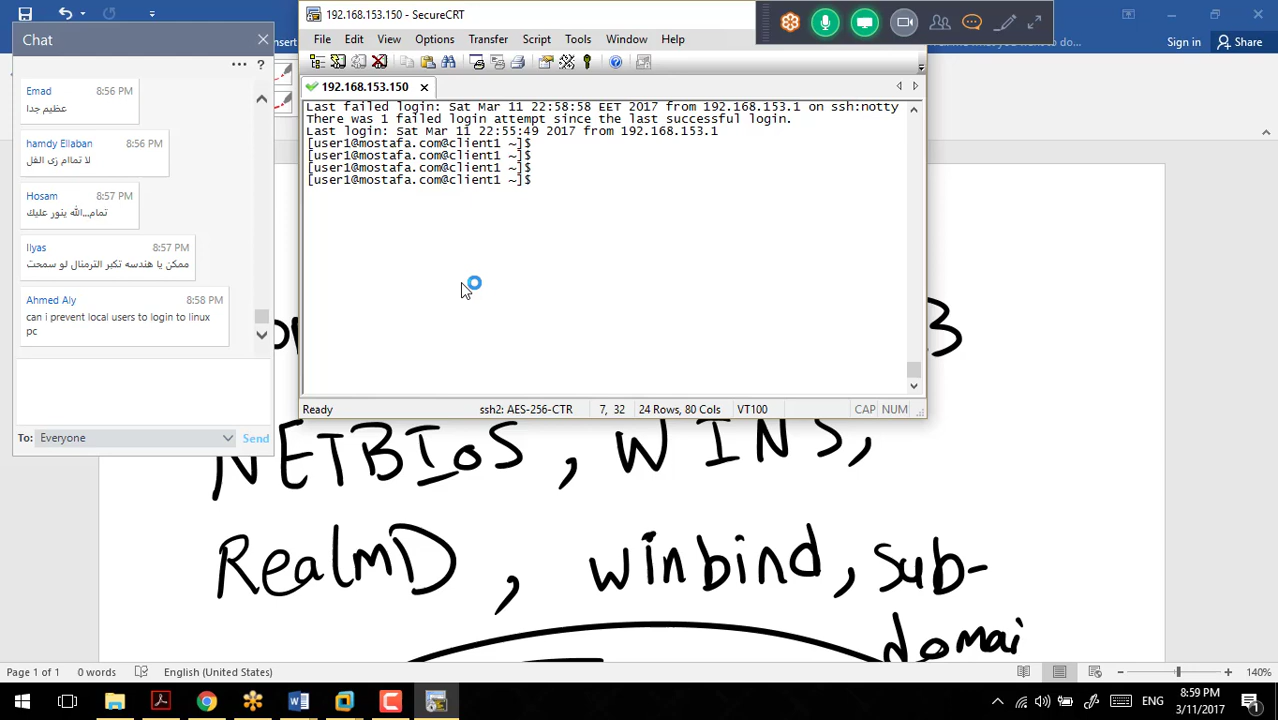 192.168.153.150 - SecureCRT
Chat
Sign in
Share
File Edit View Options Transfer Script Tools Window Help
192.168.153.150
Emad 8:56 PM
عظيم جدا
hamdy Ellaban 8:56 PM
لا تماام زى الفل
Hosam 8:57 PM
تمام,,,الله ينور عليك
Ilyas 8:57 PM
ممكن يا هندسه تكبر الترمنال لو سمحت
Ahmed Aly 8:58 PM
can i prevent local users to login to linux
pc
To: Everyone Send
Last failed login: Sat Mar 11 22:58:58 EET 2017 from 192.168.153.1 on ssh:notty
There was 1 failed login attempt since the last successful login.
Last login: Sat Mar 11 22:55:49 2017 from 192.168.153.1
[user1@mostafa.com@client1 ~]$
[user1@mostafa.com@client1 ~]$
[user1@mostafa.com@client1 ~]$
[user1@mostafa.com@client1 ~]$
Ready ssh2: AES-256-CTR 7, 32 24 Rows, 80 Cols VT100 CAP NUM
3
NETBIOS, WINS,
RealmD, winbind, sub-
domai
Page 1 of 1 0 words English (United States) 140%
ENG 8:59 PM
3/11/2017